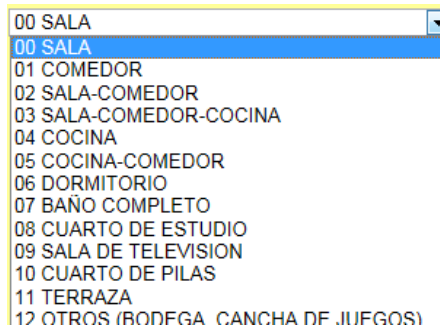 00 SALA
00 SALA
01 COMEDOR
02 SALA-COMEDOR
03 SALA-COMEDOR-COCINA
04 COCINA
05 COCINA-COMEDOR
06 DORMITORIO
07 BAÑO COMPLETO
08 CUARTO DE ESTUDIO
09 SALA DE TELEVISION
10 CUARTO DE PILAS
11 TERRAZA
12 OTROS (BODEGA, CANCHA DE JUEGOS)